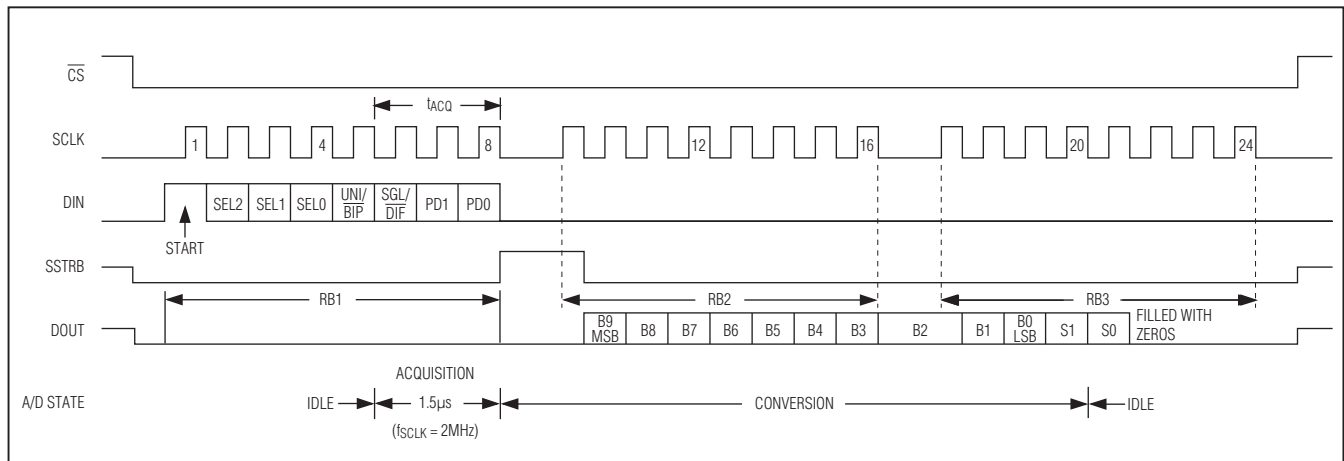 CS
tACQ
SCLK
1 4 8 12 16 20 24
DIN
SEL2 SEL1 SEL0 UNI/BIP SGL/DIF PD1 PD0
START
SSTRB
RB1 RB2 RB3
DOUT
B9 MSB B8 B7 B6 B5 B4 B3 B2 B1 B0 LSB S1 S0 FILLED WITH ZEROS
ACQUISITION
A/D STATE IDLE 1.5µs CONVERSION IDLE
(fSCLK = 2MHz)